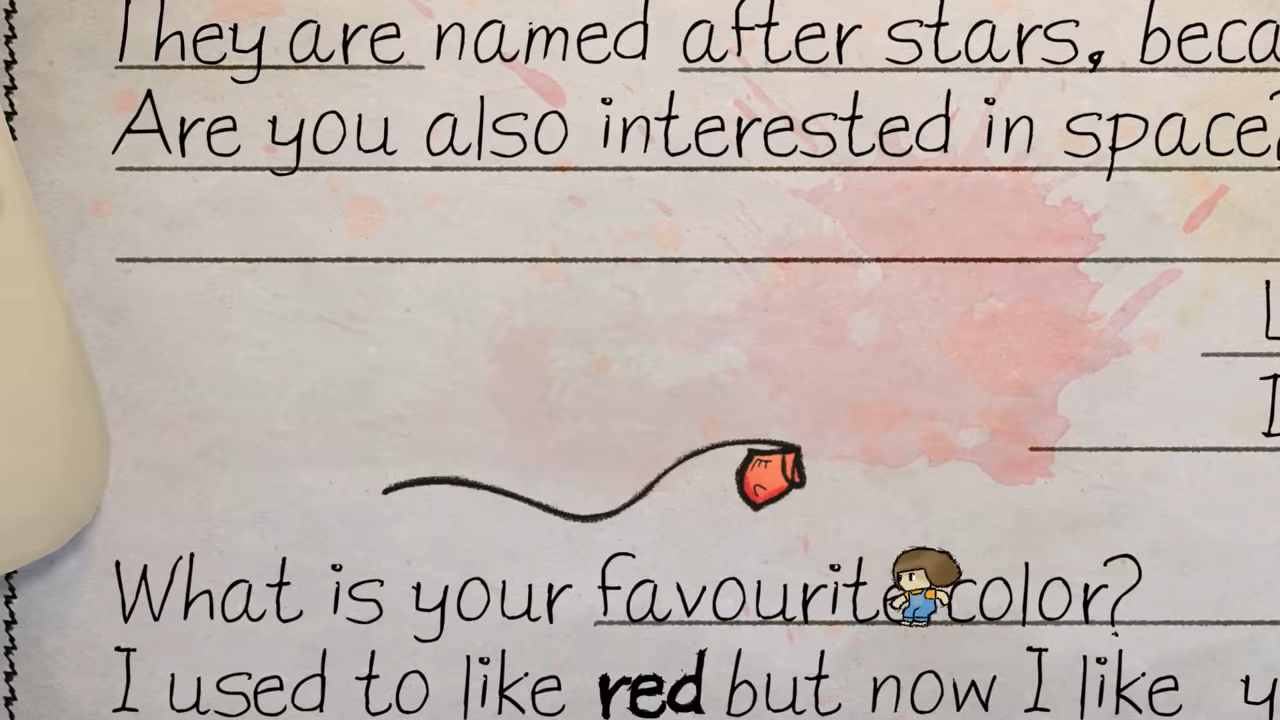 They are named after stars, beca
Are you also interested in space?
L
I
What is your favourite color?
I used to like red but now I like y